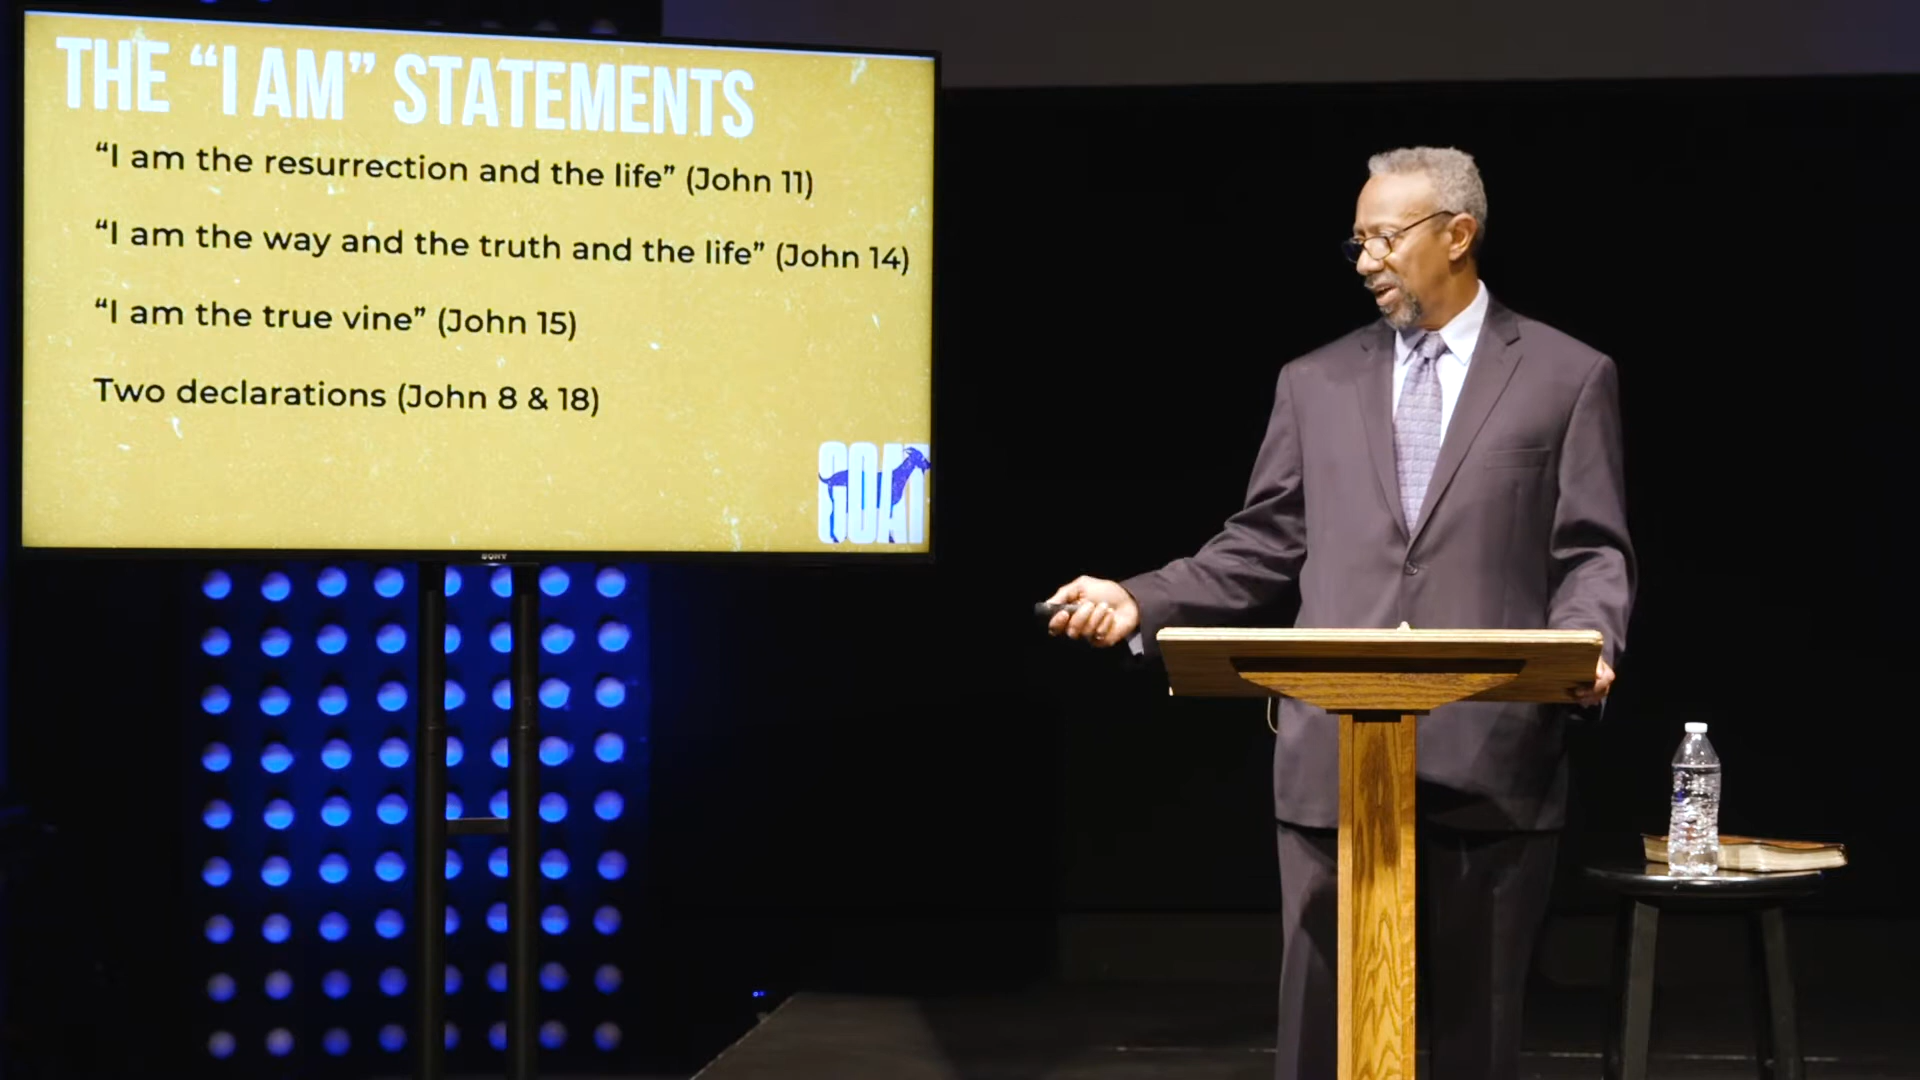 THE “I AM” STATEMENTS
“I am the resurrection and the life” (John 11)
“I am the way and the truth and the life” (John 14)
“I am the true vine” (John 15)
Two declarations (John 8 & 18)
GOAT
SONY